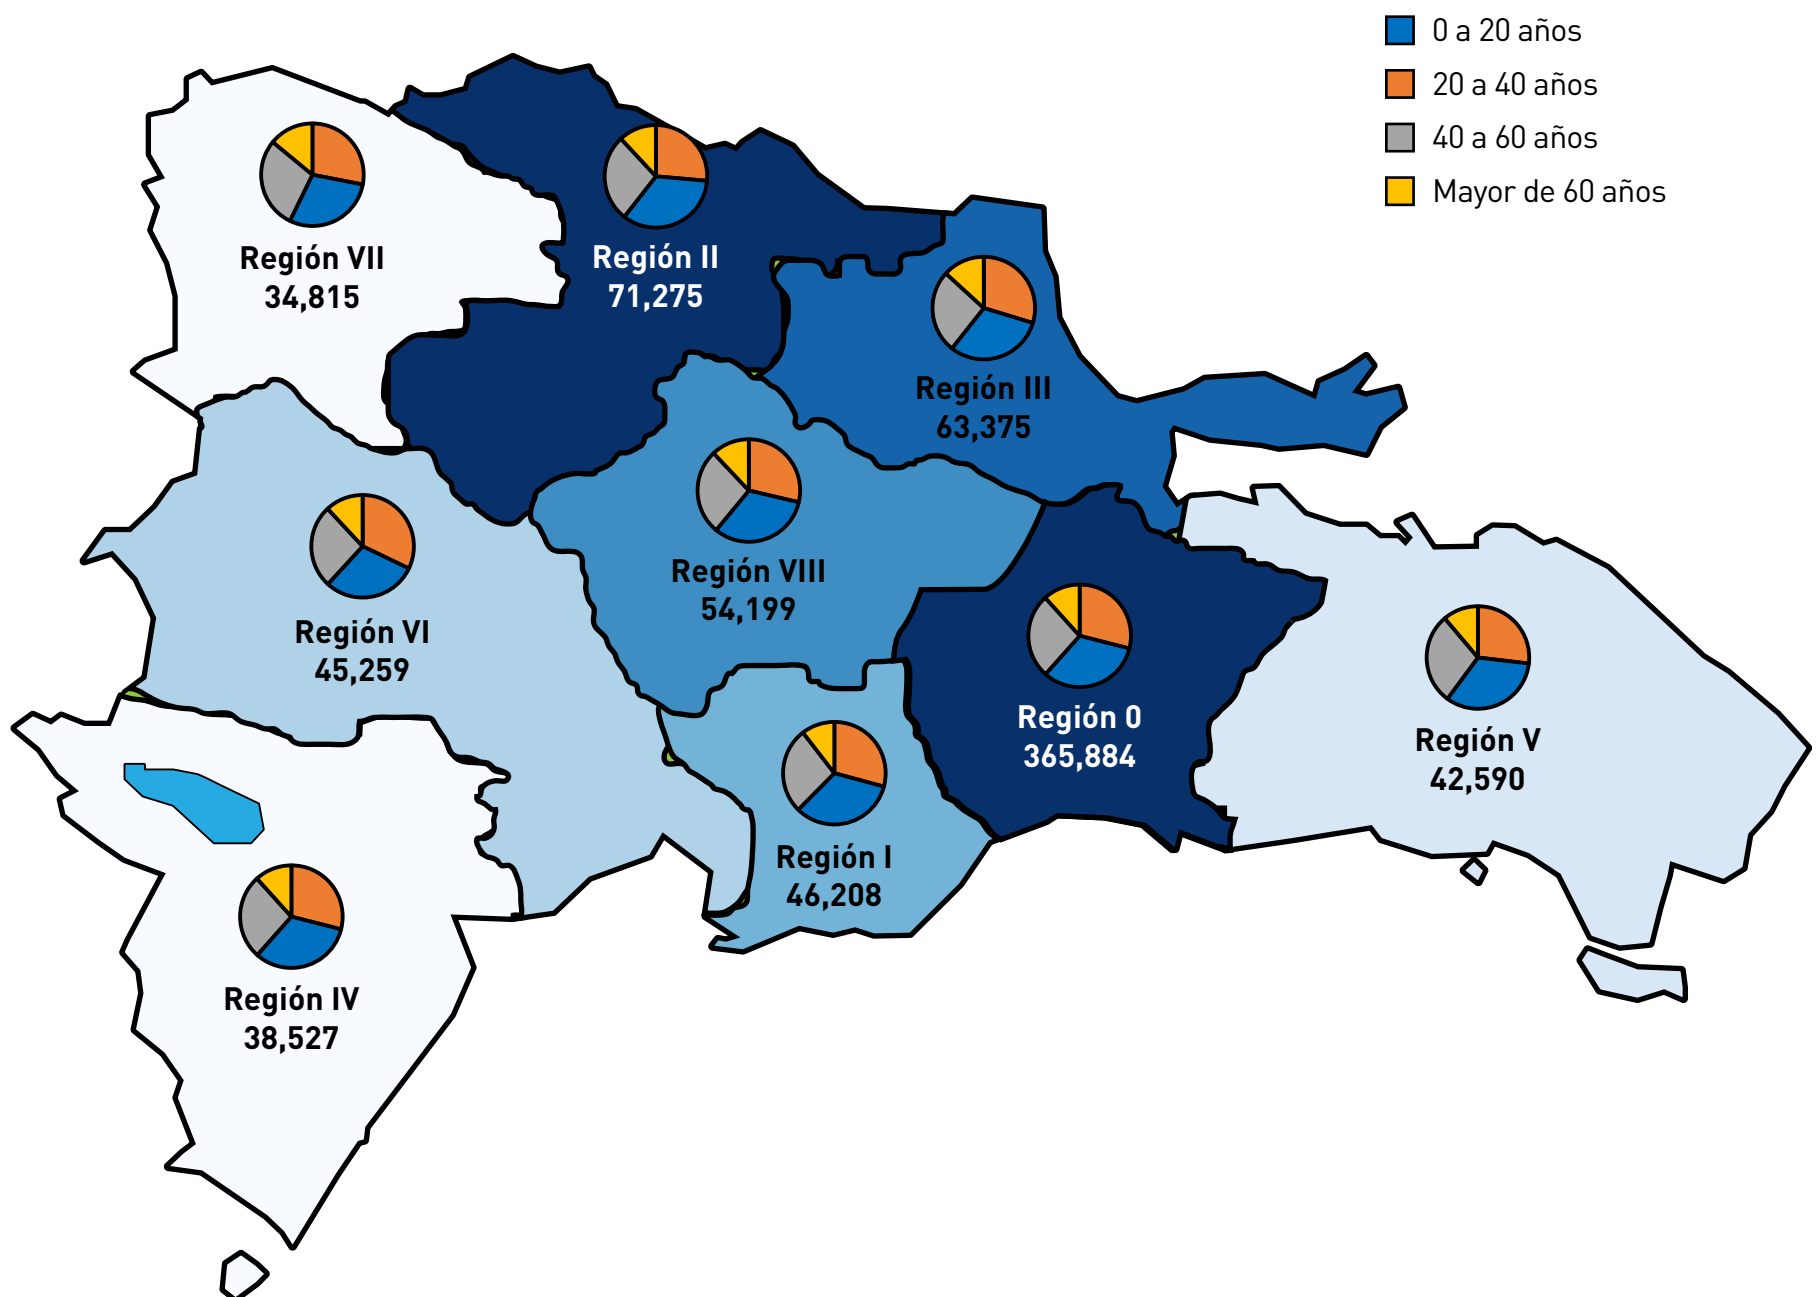 0 a 20 años
20 a 40 años
40 a 60 años
Mayor de 60 años
Región VII
34,815
Región II
71,275
Región III
63,375
Región VI
45,259
Región VIII
54,199
Región 0
365,884
Región V
42,590
Región I
46,208
Región IV
38,527